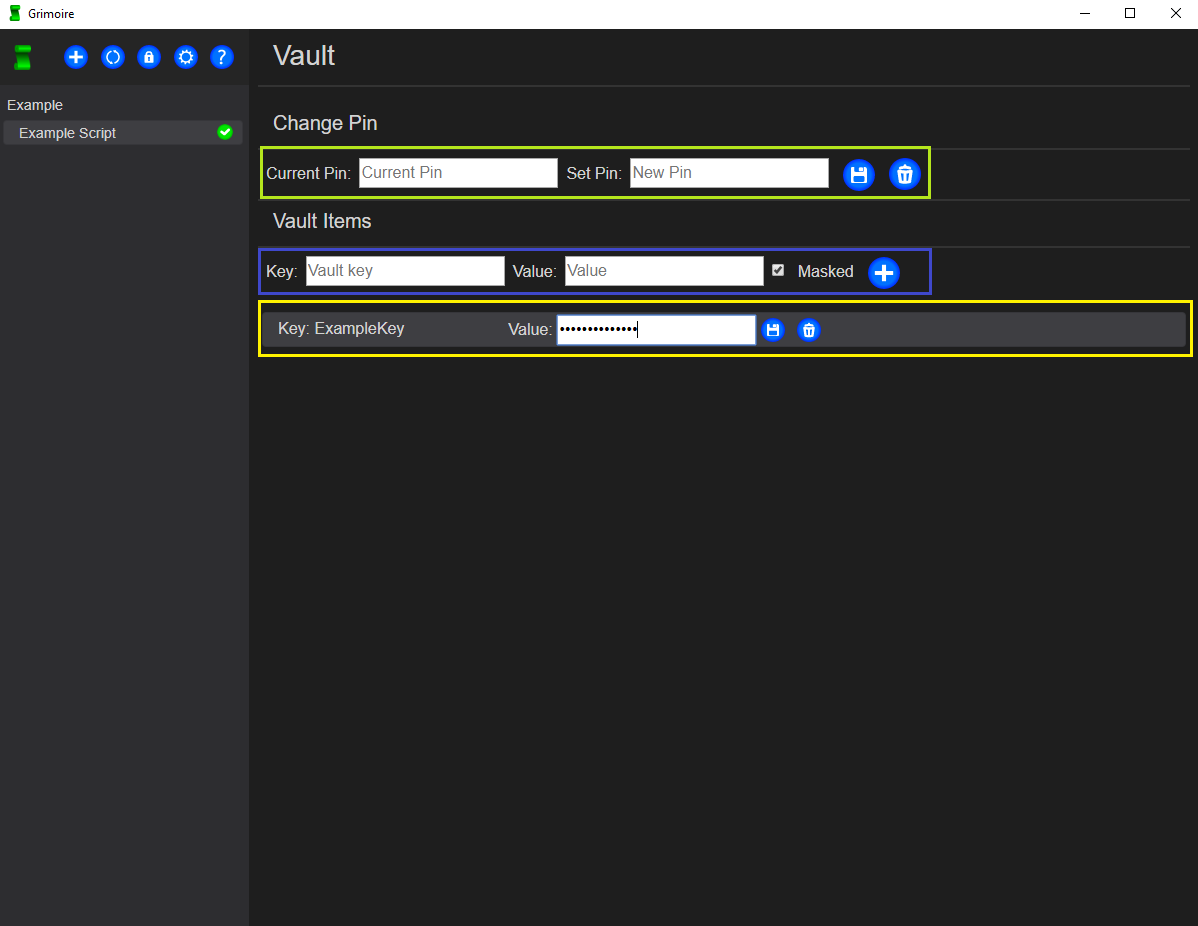 Grimoire
Vault
Example
Example Script
Change Pin
Current Pin: Current Pin Set Pin: New Pin
Vault Items
Key: Vault key Value: Value Masked
Key: ExampleKey Value: ••••••••••••••